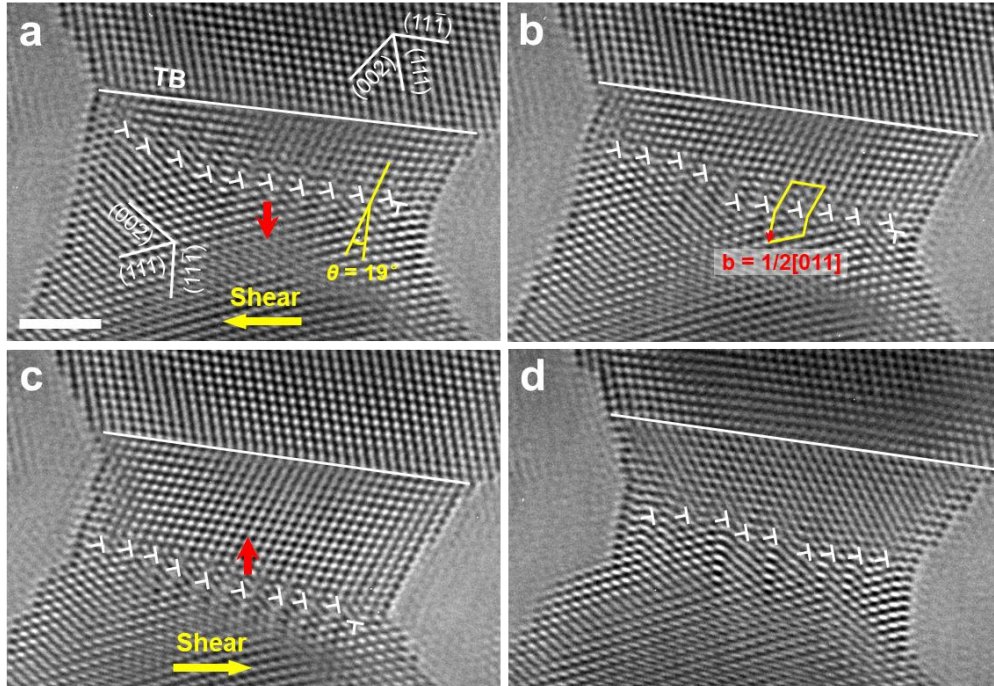 a
TB
(111̄)
(002)
(111)
(002)
(111)
(111̄)
θ = 19°
Shear
b
b = 1/2[011]
c
Shear
d